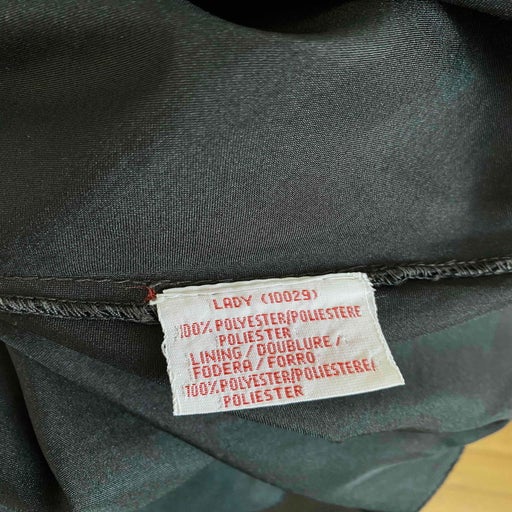 LADY (10029)
100% POLYESTER/POLIESTERE
POLIESTER
LINING / DOUBLURE /
FODERA / FORRO
100% POLYESTER/POLIESTERE/
POLIESTER